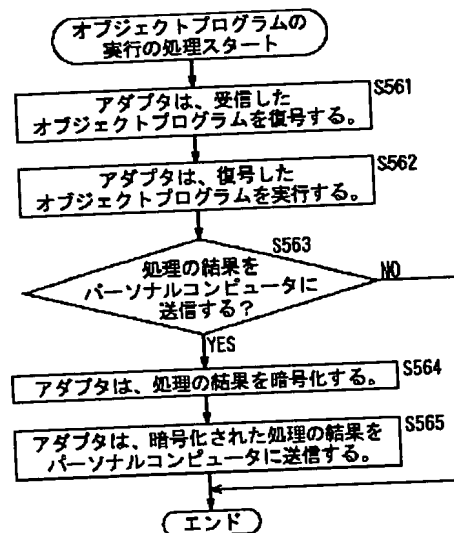 オブジェクトプログラムの
実行の処理スタート
S561
アダプタは、受信した
オブジェクトプログラムを復号する。
S562
アダプタは、復号した
オブジェクトプログラムを実行する。
S563
処理の結果を
パーソナルコンピュータに
送信する?
NO
YES
S564
アダプタは、処理の結果を暗号化する。
S565
アダプタは、暗号化された処理の結果を
パーソナルコンピュータに送信する。
エンド